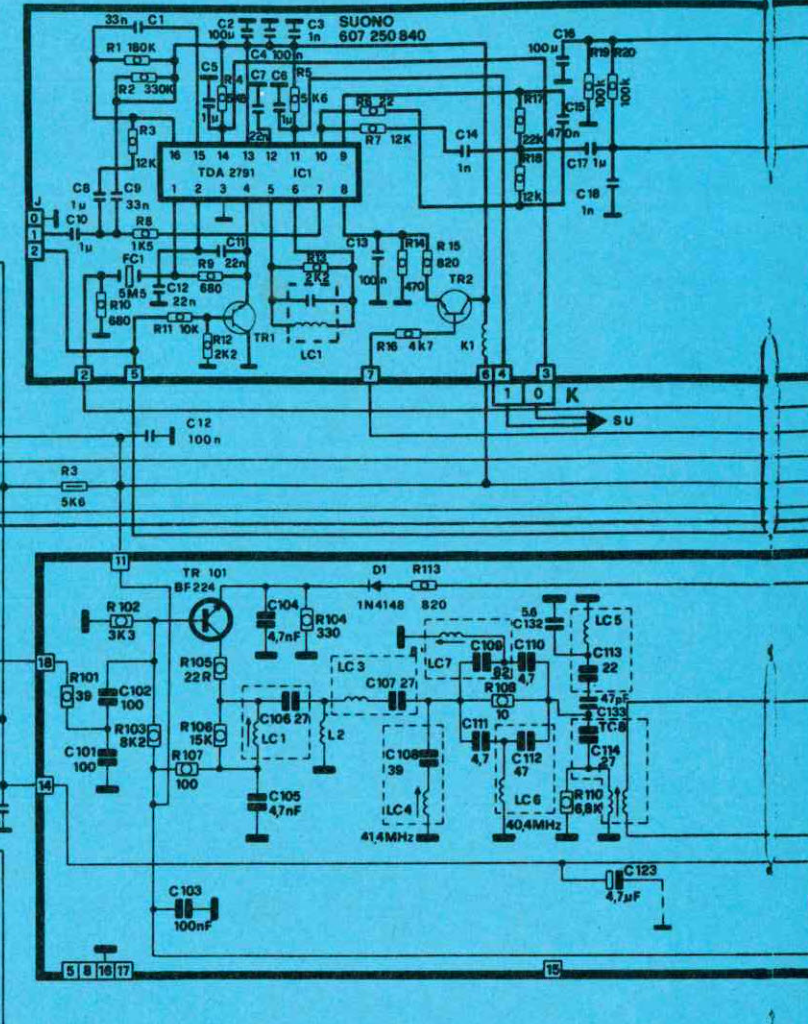 33n C1
C2
100µ
C3
1n
SUONO
607 250 840
C4 100n
C16
100µ
R19 R20
100k 100k
R1 180K
R2 330K
C5
1µ
R4
5K6
C7
22n
C6
1µ
R5
5K6
R6 22
R7 12K
R17
22k
C15
470n
R3
12K
C14
1n
R18
12k
C17 1µ
C18
1n
16 15 14 13 12 11 10 9
TDA 2791 IC1
1 2 3 4 5 6 7 8
C8
1µ
C9
33n
J
0
1
2
C10
1µ
R8
1K5
C11
22n
FC1
5M5
C12
22n
R9
680
R10
680
R11 10K
R12
2K2
TR1
R13
2K2
LC1
C13
100n
R14
470
R15
820
TR2
R16 4k7
K1
2 5 7 6 4 3
1 0 K
SU
C12
100n
R3
5K6
11
TR 101
BF224
D1
1N4148
R113
820
R 102
3K3
C104
4,7nF
R104
330
5.6
C132
LC5
C113
22
47pF
C133
18
R101
39
C102
100
R103
8K2
C101
100
R105
22R
R106
15K
R107
100
C106 27
LC1
L2
C105
4,7nF
LC3
C107 27
LC7
C109
82
C110
4,7
R108
10
C111
4,7
C112
47
C108
39
LC4
41,4MHz
LC6
40,4MHz
TC8
C114
27
R110
6,8K
14
C103
100nF
C123
4,7µF
5 8 16 17
15